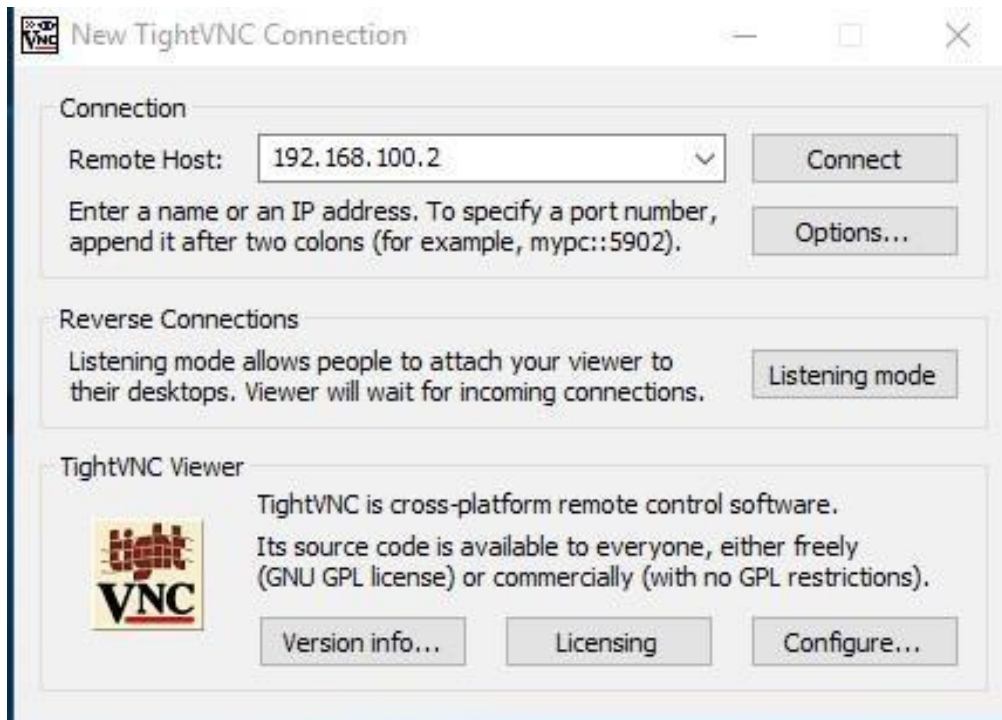 New TightVNC Connection
Connection
Remote Host: 192.168.100.2 Connect
Enter a name or an IP address. To specify a port number,
append it after two colons (for example, mypc::5902).
Options...
Reverse Connections
Listening mode allows people to attach your viewer to
their desktops. Viewer will wait for incoming connections.
Listening mode
TightVNC Viewer
TightVNC is cross-platform remote control software.
Its source code is available to everyone, either freely
(GNU GPL license) or commercially (with no GPL restrictions).
tight
VNC
Version info... Licensing Configure...